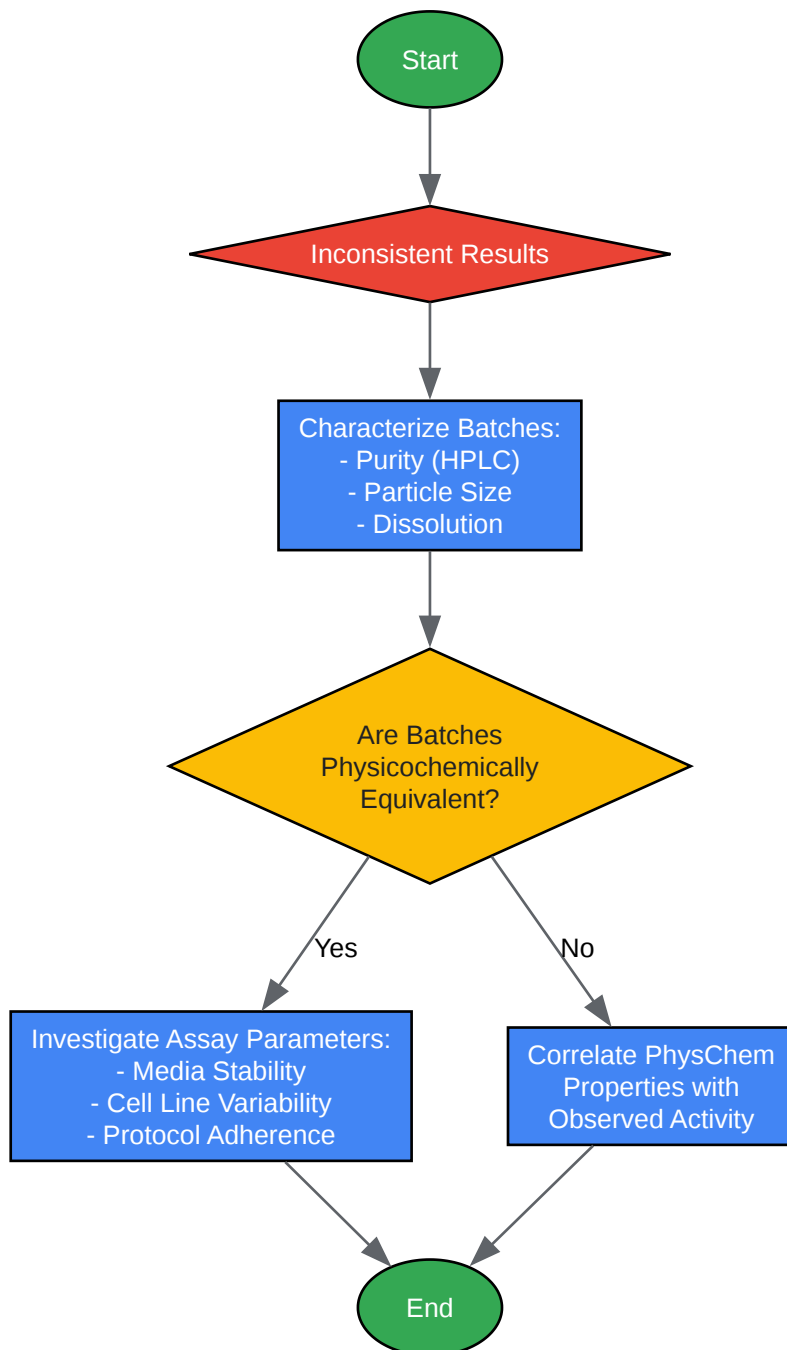 Start
Inconsistent Results
Characterize Batches:
- Purity (HPLC)
- Particle Size
- Dissolution
Are Batches
Physicochemically
Equivalent?
Yes
No
Investigate Assay Parameters:
- Media Stability
- Cell Line Variability
- Protocol Adherence
Correlate PhysChem
Properties with
Observed Activity
End